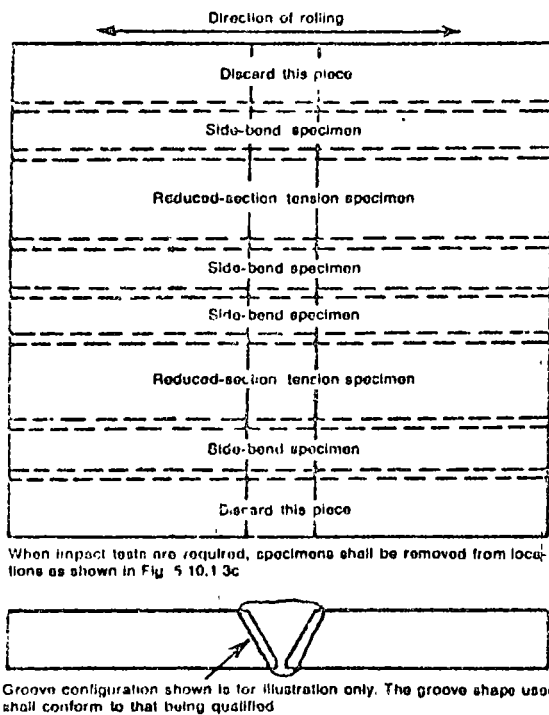 Direction of rolling
Discard this piece
Side-bend specimen
Reduced-section tension specimen
Side-bend specimen
Side-bend specimen
Reduced-section tension specimen
Side-bend specimen
Discard this piece
When impact tests are required, specimens shall be removed from loca-
tions as shown in Fig 5 10.1 3c
Groove configuration shown is for illustration only. The groove shape used
shall conform to that being qualified